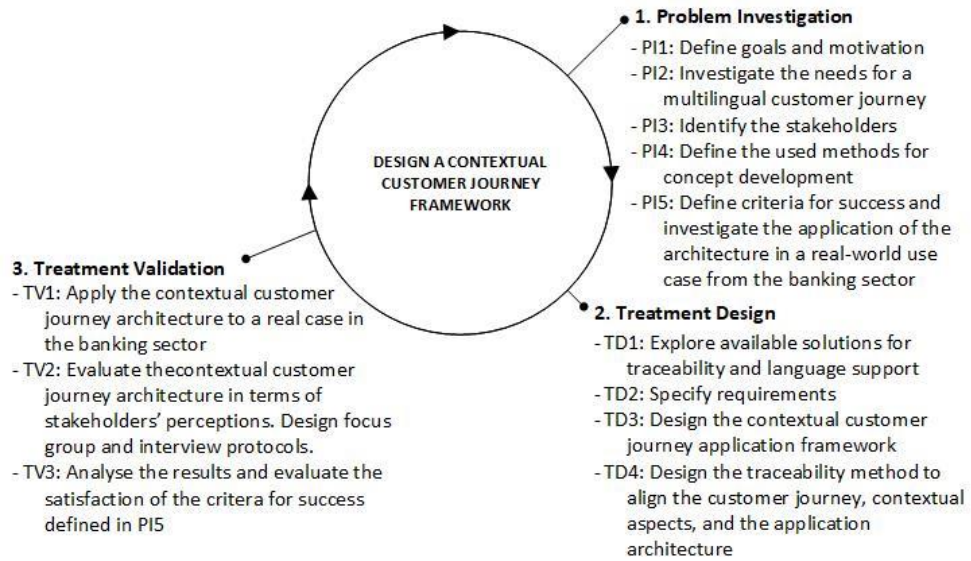 1. Problem Investigation
- PI1: Define goals and motivation
- PI2: Investigate the needs for a
multilingual customer journey
- PI3: Identify the stakeholders
- PI4: Define the used methods for
concept development
- PI5: Define criteria for success and
investigate the application of the
architecture in a real-world use
case from the banking sector
DESIGN A CONTEXTUAL
CUSTOMER JOURNEY
FRAMEWORK
2. Treatment Design
- TD1: Explore available solutions for
traceability and language support
- TD2: Specify requirements
- TD3: Design the contextual customer
journey application framework
- TD4: Design the traceability method to
align the customer journey, contextual
aspects, and the application
architecture
3. Treatment Validation
- TV1: Apply the contextual customer
journey architecture to a real case in
the banking sector
- TV2: Evaluate thecontextual customer
journey architecture in terms of
stakeholders' perceptions. Design focus
group and interview protocols.
- TV3: Analyse the results and evaluate the
satisfaction of the critera for success
defined in PI5